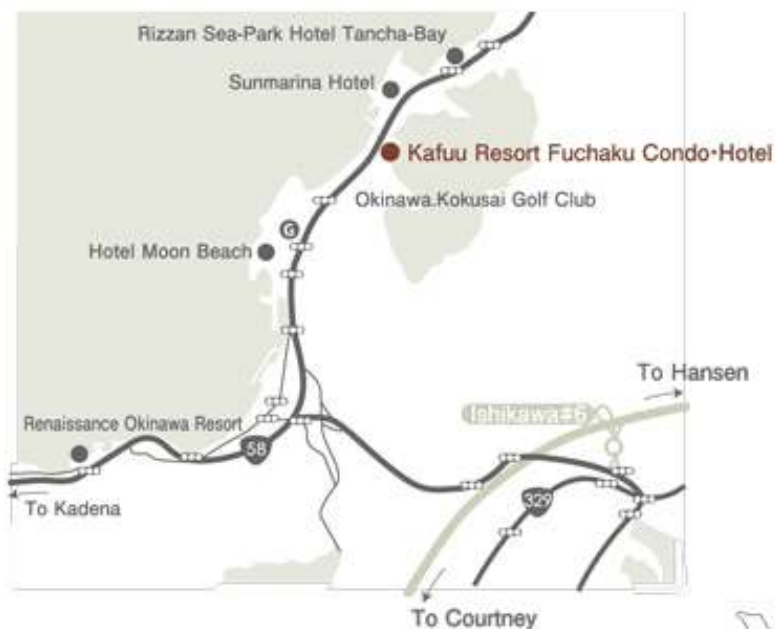 Rizzan Sea-Park Hotel Tancha-Bay
Sunmarina Hotel
Kafuu Resort Fuchaku Condo•Hotel
Okinawa.Kokusai Golf Club
G
Hotel Moon Beach
To Hansen
Ishikawa#6
Renaissance Okinawa Resort
58
329
To Kadena
To Courtney